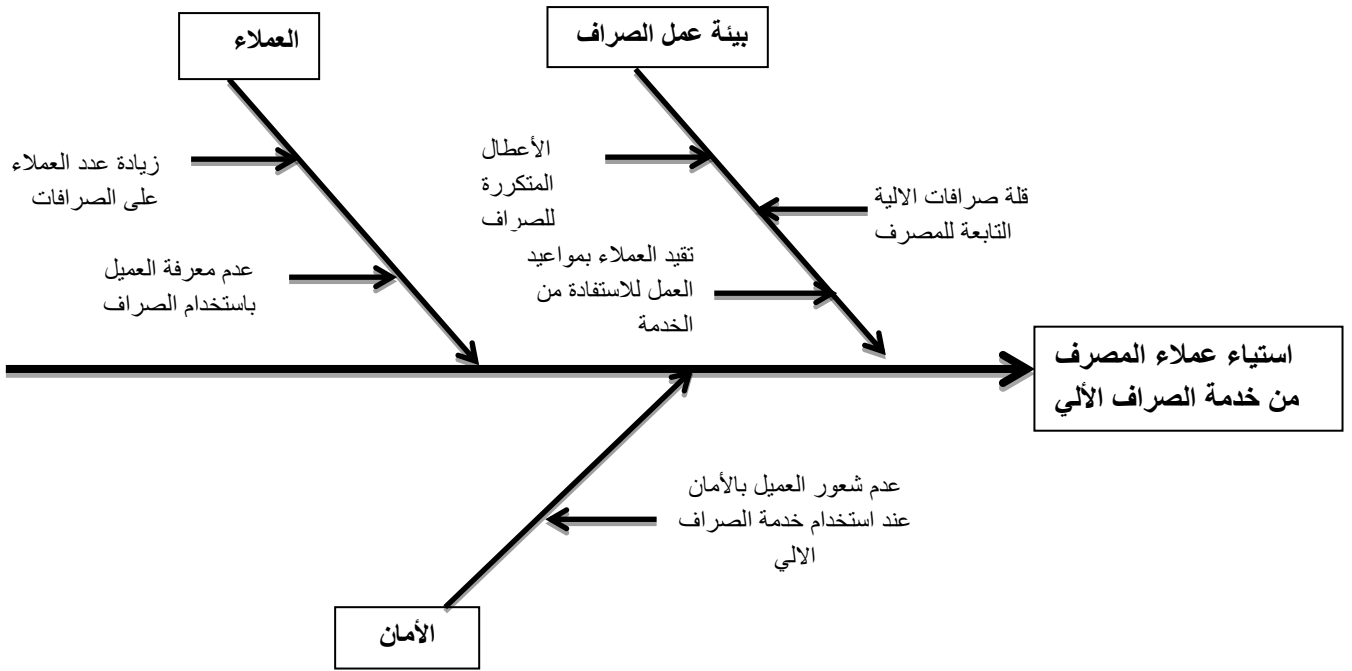 بيئة عمل الصراف
العملاء
الأعطال
المتكررة
للصراف
قلة صرافات الالية
التابعة للمصرف
زيادة عدد العملاء
على الصرافات
تقيد العملاء بمواعيد
العمل للاستفادة من
الخدمة
عدم معرفة العميل
باستخدام الصراف
استياء عملاء المصرف
من خدمة الصراف الألي
عدم شعور العميل بالأمان
عند استخدام خدمة الصراف
الالي
الأمان